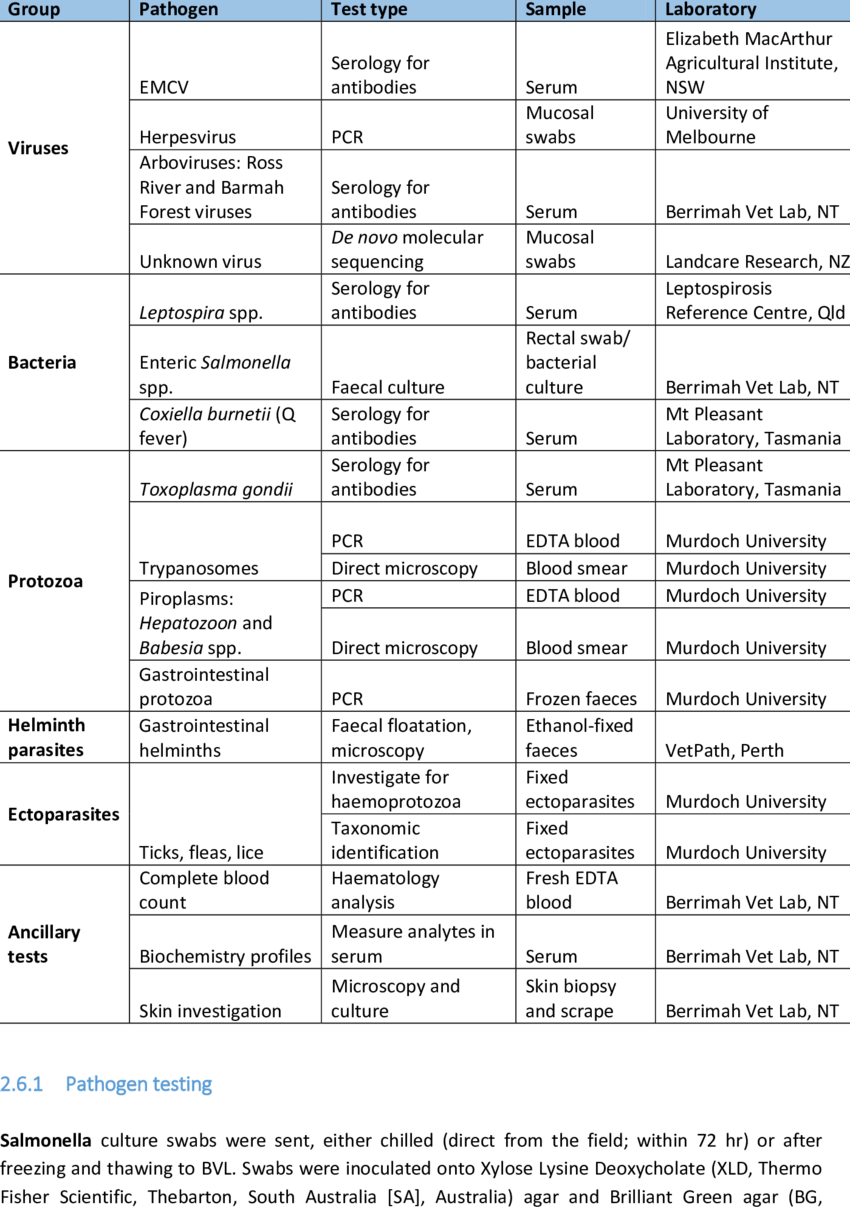 Group Pathogen Test type Sample Laboratory
Viruses
EMCV
Serology for
antibodies
Serum
Elizabeth MacArthur
Agricultural Institute,
NSW
Herpesvirus
PCR
Mucosal
swabs
University of
Melbourne
Arboviruses: Ross
River and Barmah
Forest viruses
Serology for
antibodies
Serum
Berrimah Vet Lab, NT
Unknown virus
De novo molecular
sequencing
Mucosal
swabs
Landcare Research, NZ
Bacteria
Leptospira spp.
Serology for
antibodies
Serum
Leptospirosis
Reference Centre, Qld
Enteric Salmonella
spp.
Faecal culture
Rectal swab/
bacterial
culture
Berrimah Vet Lab, NT
Coxiella burnetii (Q
fever)
Serology for
antibodies
Serum
Mt Pleasant
Laboratory, Tasmania
Protozoa
Toxoplasma gondii
Serology for
antibodies
Serum
Mt Pleasant
Laboratory, Tasmania
Trypanosomes
PCR
EDTA blood
Murdoch University
Direct microscopy
Blood smear
Murdoch University
Piroplasms:
Hepatozoon and
Babesia spp.
PCR
EDTA blood
Murdoch University
Direct microscopy
Blood smear
Murdoch University
Gastrointestinal
protozoa
PCR
Frozen faeces
Murdoch University
Helminth
parasites
Gastrointestinal
helminths
Faecal floatation,
microscopy
Ethanol-fixed
faeces
VetPath, Perth
Ectoparasites
Ticks, fleas, lice
Investigate for
haemoprotozoa
Fixed
ectoparasites
Murdoch University
Taxonomic
identification
Fixed
ectoparasites
Murdoch University
Ancillary
tests
Complete blood
count
Haematology
analysis
Fresh EDTA
blood
Berrimah Vet Lab, NT
Biochemistry profiles
Measure analytes in
serum
Serum
Berrimah Vet Lab, NT
Skin investigation
Microscopy and
culture
Skin biopsy
and scrape
Berrimah Vet Lab, NT
2.6.1 Pathogen testing
Salmonella culture swabs were sent, either chilled (direct from the field; within 72 hr) or after
freezing and thawing to BVL. Swabs were inoculated onto Xylose Lysine Deoxycholate (XLD, Thermo
Fisher Scientific, Thebarton, South Australia [SA], Australia) agar and Brilliant Green agar (BG,